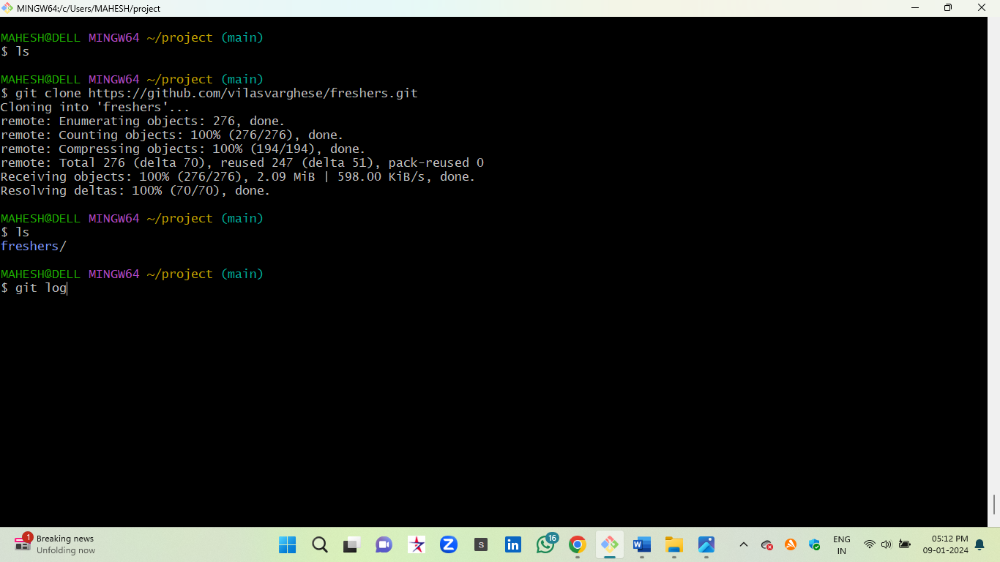 MINGW64:/c/Users/MAHESH/project
MAHESH@DELL MINGW64 ~/project (main)
$ ls
MAHESH@DELL MINGW64 ~/project (main)
$ git clone https://github.com/vilasvarghese/freshers.git
Cloning into 'freshers'...
remote: Enumerating objects: 276, done.
remote: Counting objects: 100% (276/276), done.
remote: Compressing objects: 100% (194/194), done.
remote: Total 276 (delta 70), reused 247 (delta 51), pack-reused 0
Receiving objects: 100% (276/276), 2.09 MiB | 598.00 KiB/s, done.
Resolving deltas: 100% (70/70), done.
MAHESH@DELL MINGW64 ~/project (main)
$ ls
freshers/
MAHESH@DELL MINGW64 ~/project (main)
$ git log
1
Breaking news
Unfolding now
Z
S
in
16
W
ENG
IN
05:12 PM
09-01-2024